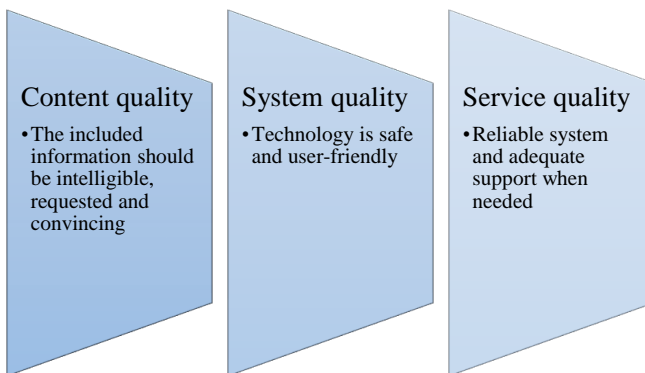 Content quality
•The included
information should
be intelligible,
requested and
convincing
System quality
•Technology is safe
and user-friendly
Service quality
•Reliable system
and adequate
support when
needed